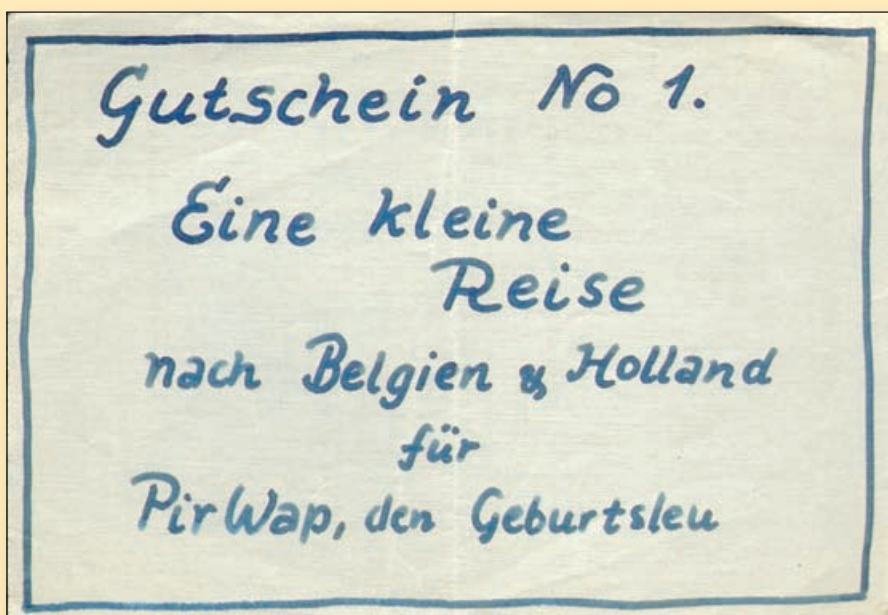 Gutschein No 1.
Eine kleine
Reise
nach Belgien & Holland
für
PirWap, den Geburtsleu